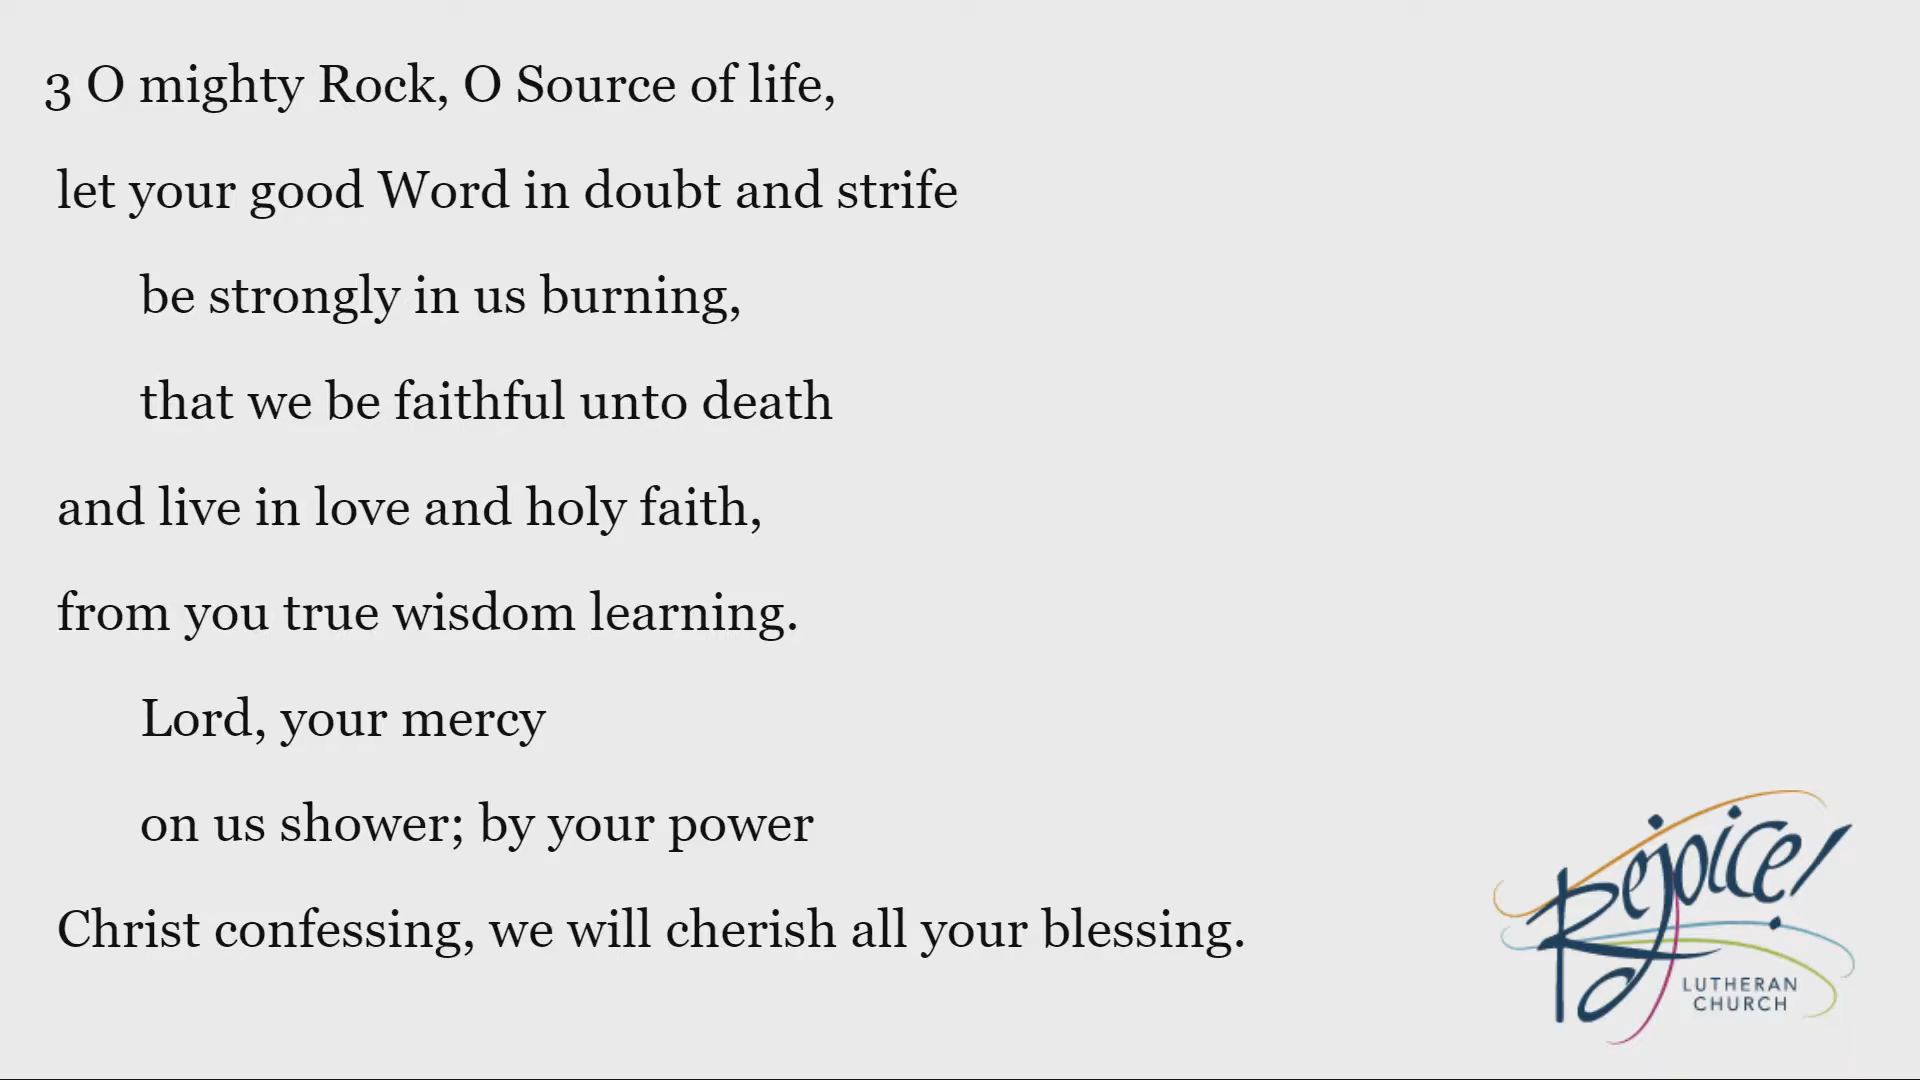 3 O mighty Rock, O Source of life,
let your good Word in doubt and strife
be strongly in us burning,
that we be faithful unto death
and live in love and holy faith,
from you true wisdom learning.
Lord, your mercy
on us shower; by your power
Christ confessing, we will cherish all your blessing.
Rejoice!
LUTHERAN
CHURCH